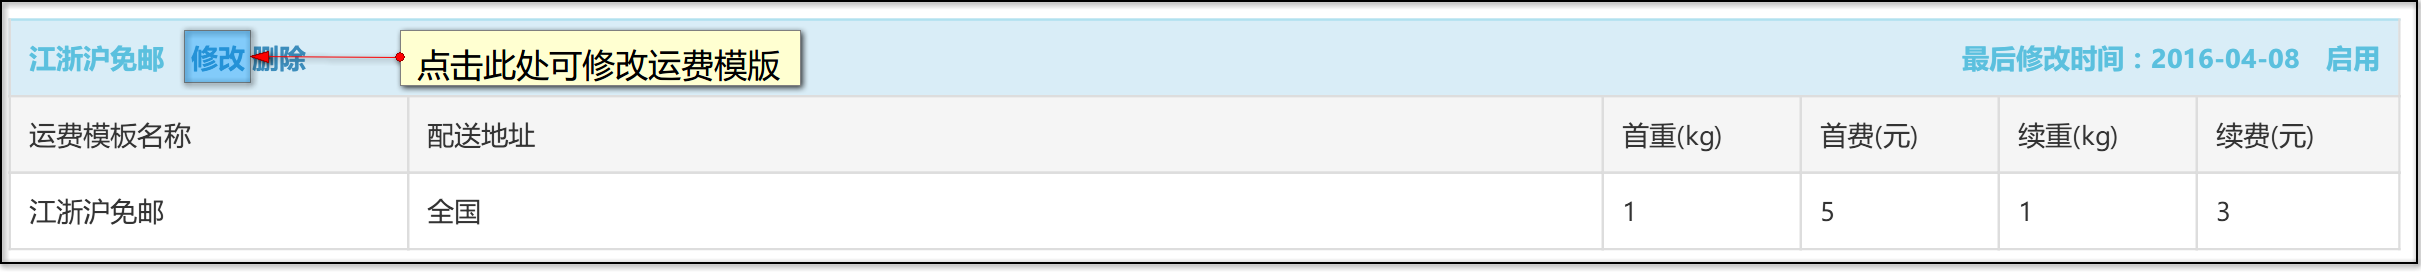 江浙沪免邮 修改 删除 点击此处可修改运费模版 最后修改时间：2016-04-08 启用
运费模板名称 配送地址 首重(kg) 首费(元) 续重(kg) 续费(元)
江浙沪免邮 全国 1 5 1 3